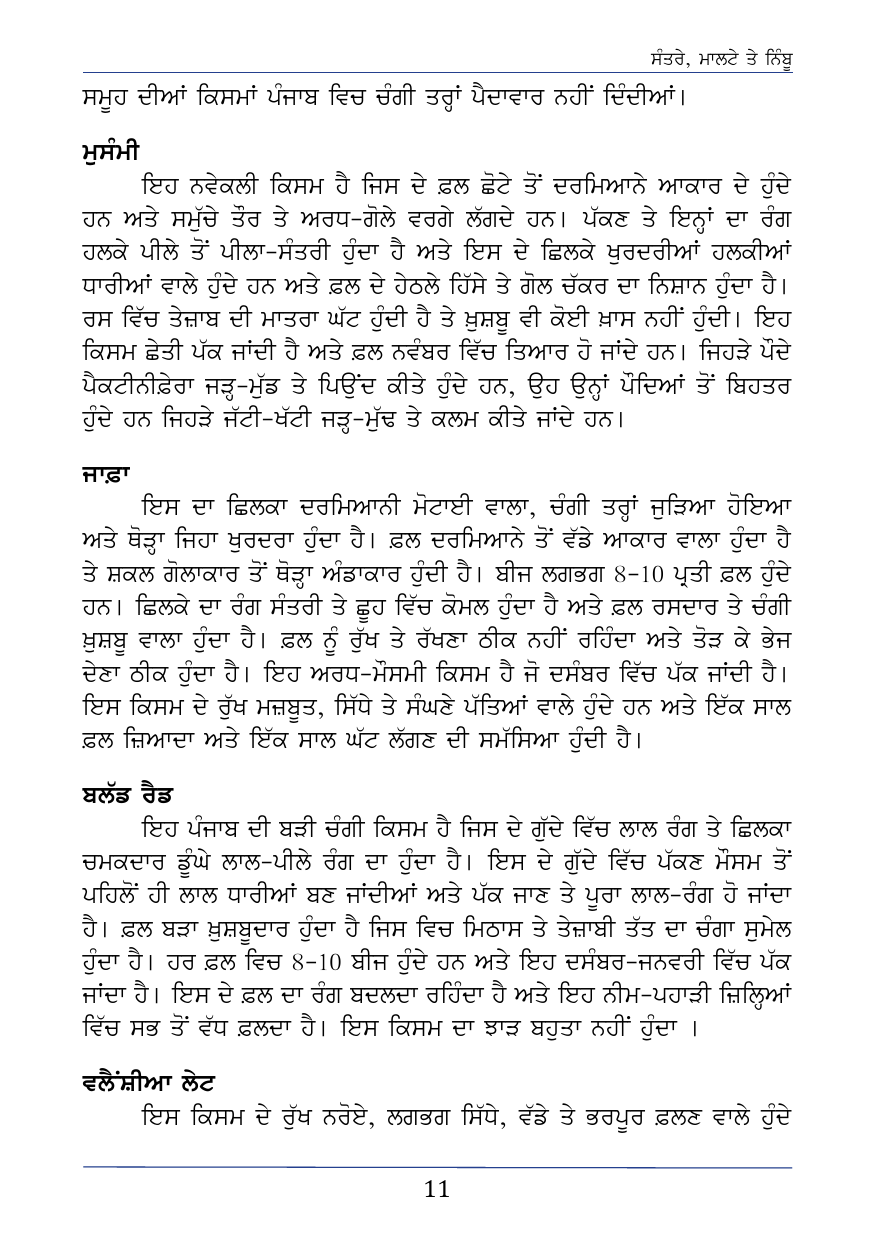 ਸੰਤਰੇ, ਮਾਲਟੇ ਤੇ ਨਿੰਬੂ
ਸਮੂਹ ਦੀਆਂ ਕਿਸਮਾਂ ਪੰਜਾਬ ਵਿਚ ਚੰਗੀ ਤਰ੍ਹਾਂ ਪੈਦਾਵਾਰ ਨਹੀਂ ਦਿੰਦੀਆਂ।
ਮੁਸੰਮੀ
ਇਹ ਨਵੇਕਲੀ ਕਿਸਮ ਹੈ ਜਿਸ ਦੇ ਫ਼ਲ ਛੋਟੇ ਤੋਂ ਦਰਮਿਆਨੇ ਆਕਾਰ ਦੇ ਹੁੰਦੇ
ਹਨ ਅਤੇ ਸਮੁੱਚੇ ਤੌਰ ਤੇ ਅਰਧ-ਗੋਲੇ ਵਰਗੇ ਲੱਗਦੇ ਹਨ। ਪੱਕਣ ਤੇ ਇਨ੍ਹਾਂ ਦਾ ਰੰਗ
ਹਲਕੇ ਪੀਲੇ ਤੋਂ ਪੀਲਾ-ਸੰਤਰੀ ਹੁੰਦਾ ਹੈ ਅਤੇ ਇਸ ਦੇ ਛਿਲਕੇ ਖੁਰਦਰੀਆਂ ਹਲਕੀਆਂ
ਧਾਰੀਆਂ ਵਾਲੇ ਹੁੰਦੇ ਹਨ ਅਤੇ ਫ਼ਲ ਦੇ ਹੇਠਲੇ ਹਿੱਸੇ ਤੇ ਗੋਲ ਚੱਕਰ ਦਾ ਨਿਸ਼ਾਨ ਹੁੰਦਾ ਹੈ।
ਰਸ ਵਿੱਚ ਤੇਜ਼ਾਬ ਦੀ ਮਾਤਰਾ ਘੱਟ ਹੁੰਦੀ ਹੈ ਤੇ ਖ਼ੁਸ਼ਬੂ ਵੀ ਕੋਈ ਖ਼ਾਸ ਨਹੀਂ ਹੁੰਦੀ। ਇਹ
ਕਿਸਮ ਛੇਤੀ ਪੱਕ ਜਾਂਦੀ ਹੈ ਅਤੇ ਫ਼ਲ ਨਵੰਬਰ ਵਿੱਚ ਤਿਆਰ ਹੋ ਜਾਂਦੇ ਹਨ। ਜਿਹੜੇ ਪੌਦੇ
ਪੈਕਟੀਨੀਫ਼ੇਰਾ ਜੜ੍ਹ-ਮੁੱਡ ਤੇ ਪਿਉਂਦ ਕੀਤੇ ਹੁੰਦੇ ਹਨ, ਉਹ ਉਨ੍ਹਾਂ ਪੌਦਿਆਂ ਤੋਂ ਬਿਹਤਰ
ਹੁੰਦੇ ਹਨ ਜਿਹੜੇ ਜੱਟੀ-ਖੱਟੀ ਜੜ੍ਹ-ਮੁੱਢ ਤੇ ਕਲਮ ਕੀਤੇ ਜਾਂਦੇ ਹਨ।
ਜਾਫ਼ਾ
ਇਸ ਦਾ ਛਿਲਕਾ ਦਰਮਿਆਨੀ ਮੋਟਾਈ ਵਾਲਾ, ਚੰਗੀ ਤਰ੍ਹਾਂ ਜੁੜਿਆ ਹੋਇਆ
ਅਤੇ ਥੋੜ੍ਹਾ ਜਿਹਾ ਖੁਰਦਰਾ ਹੁੰਦਾ ਹੈ। ਫ਼ਲ ਦਰਮਿਆਨੇ ਤੋਂ ਵੱਡੇ ਆਕਾਰ ਵਾਲਾ ਹੁੰਦਾ ਹੈ
ਤੇ ਸ਼ਕਲ ਗੋਲਾਕਾਰ ਤੋਂ ਥੋੜ੍ਹਾ ਅੰਡਾਕਾਰ ਹੁੰਦੀ ਹੈ। ਬੀਜ ਲਗਭਗ 8-10 ਪ੍ਰਤੀ ਫ਼ਲ ਹੁੰਦੇ
ਹਨ। ਛਿਲਕੇ ਦਾ ਰੰਗ ਸੰਤਰੀ ਤੇ ਛੂਹ ਵਿੱਚ ਕੋਮਲ ਹੁੰਦਾ ਹੈ ਅਤੇ ਫ਼ਲ ਰਸਦਾਰ ਤੇ ਚੰਗੀ
ਖ਼ੁਸ਼ਬੂ ਵਾਲਾ ਹੁੰਦਾ ਹੈ। ਫ਼ਲ ਨੂੰ ਰੁੱਖ ਤੇ ਰੱਖਣਾ ਠੀਕ ਨਹੀਂ ਰਹਿੰਦਾ ਅਤੇ ਤੋੜ ਕੇ ਭੇਜ
ਦੇਣਾ ਠੀਕ ਹੁੰਦਾ ਹੈ। ਇਹ ਅਰਧ-ਮੌਸਮੀ ਕਿਸਮ ਹੈ ਜੋ ਦਸੰਬਰ ਵਿੱਚ ਪੱਕ ਜਾਂਦੀ ਹੈ।
ਇਸ ਕਿਸਮ ਦੇ ਰੁੱਖ ਮਜ਼ਬੂਤ, ਸਿੱਧੇ ਤੇ ਸੰਘਣੇ ਪੱਤਿਆਂ ਵਾਲੇ ਹੁੰਦੇ ਹਨ ਅਤੇ ਇੱਕ ਸਾਲ
ਫ਼ਲ ਜ਼ਿਆਦਾ ਅਤੇ ਇੱਕ ਸਾਲ ਘੱਟ ਲੱਗਣ ਦੀ ਸਮੱਸਿਆ ਹੁੰਦੀ ਹੈ।
ਬਲੱਡ ਰੈਡ
ਇਹ ਪੰਜਾਬ ਦੀ ਬੜੀ ਚੰਗੀ ਕਿਸਮ ਹੈ ਜਿਸ ਦੇ ਗੁੱਦੇ ਵਿੱਚ ਲਾਲ ਰੰਗ ਤੇ ਛਿਲਕਾ
ਚਮਕਦਾਰ ਡੂੰਘੇ ਲਾਲ-ਪੀਲੇ ਰੰਗ ਦਾ ਹੁੰਦਾ ਹੈ। ਇਸ ਦੇ ਗੁੱਦੇ ਵਿੱਚ ਪੱਕਣ ਮੌਸਮ ਤੋਂ
ਪਹਿਲੋਂ ਹੀ ਲਾਲ ਧਾਰੀਆਂ ਬਣ ਜਾਂਦੀਆਂ ਅਤੇ ਪੱਕ ਜਾਣ ਤੇ ਪੂਰਾ ਲਾਲ-ਰੰਗ ਹੋ ਜਾਂਦਾ
ਹੈ। ਫ਼ਲ ਬੜਾ ਖ਼ੁਸ਼ਬੂਦਾਰ ਹੁੰਦਾ ਹੈ ਜਿਸ ਵਿਚ ਮਿਠਾਸ ਤੇ ਤੇਜ਼ਾਬੀ ਤੱਤ ਦਾ ਚੰਗਾ ਸੁਮੇਲ
ਹੁੰਦਾ ਹੈ। ਹਰ ਫ਼ਲ ਵਿਚ 8-10 ਬੀਜ ਹੁੰਦੇ ਹਨ ਅਤੇ ਇਹ ਦਸੰਬਰ-ਜਨਵਰੀ ਵਿੱਚ ਪੱਕ
ਜਾਂਦਾ ਹੈ। ਇਸ ਦੇ ਫ਼ਲ ਦਾ ਰੰਗ ਬਦਲਦਾ ਰਹਿੰਦਾ ਹੈ ਅਤੇ ਇਹ ਨੀਮ-ਪਹਾੜੀ ਜ਼ਿਲ੍ਹਿਆਂ
ਵਿੱਚ ਸਭ ਤੋਂ ਵੱਧ ਫ਼ਲਦਾ ਹੈ। ਇਸ ਕਿਸਮ ਦਾ ਝਾੜ ਬਹੁਤਾ ਨਹੀਂ ਹੁੰਦਾ ।
ਵਲੈਂਸ਼ੀਆ ਲੇਟ
ਇਸ ਕਿਸਮ ਦੇ ਰੁੱਖ ਨਰੋਏ, ਲਗਭਗ ਸਿੱਧੇ, ਵੱਡੇ ਤੇ ਭਰਪੂਰ ਫ਼ਲਣ ਵਾਲੇ ਹੁੰਦੇ
11